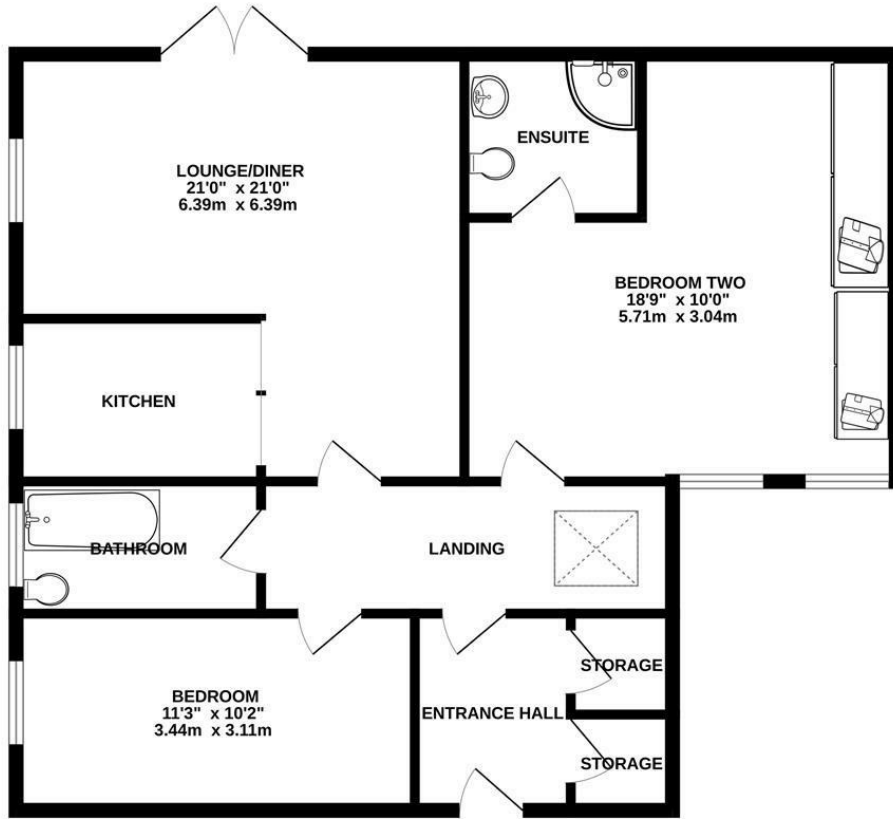 LOUNGE/DINER
21'0" x 21'0"
6.39m x 6.39m
ENSUITE
BEDROOM TWO
18'9" x 10'0"
5.71m x 3.04m
KITCHEN
BATHROOM
LANDING
BEDROOM
11'3" x 10'2"
3.44m x 3.11m
ENTRANCE HALL
STORAGE
STORAGE